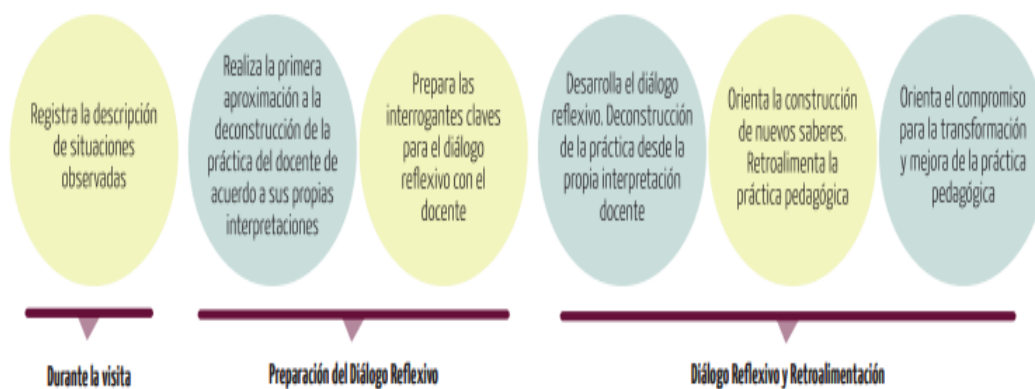 Registra la descripción
de situaciones
observadas
Realiza la primera
aproximación a la
deconstrucción de la
práctica del docente de
acuerdo a sus propias
interpretaciones
Prepara las
interrogantes claves
para el diálogo
reflexivo con el
docente
Desarrolla el diálogo
reflexivo. Deconstrucción
de la práctica desde la
propia interpretación
docente
Orienta la construcción
de nuevos saberes.
Retroalimenta la
práctica pedagógica
Orienta el compromiso
para la transformación
y mejora de la práctica
pedagógica
Durante la visita
Preparación del Diálogo Reflexivo
Diálogo Reflexivo y Retroalimentación